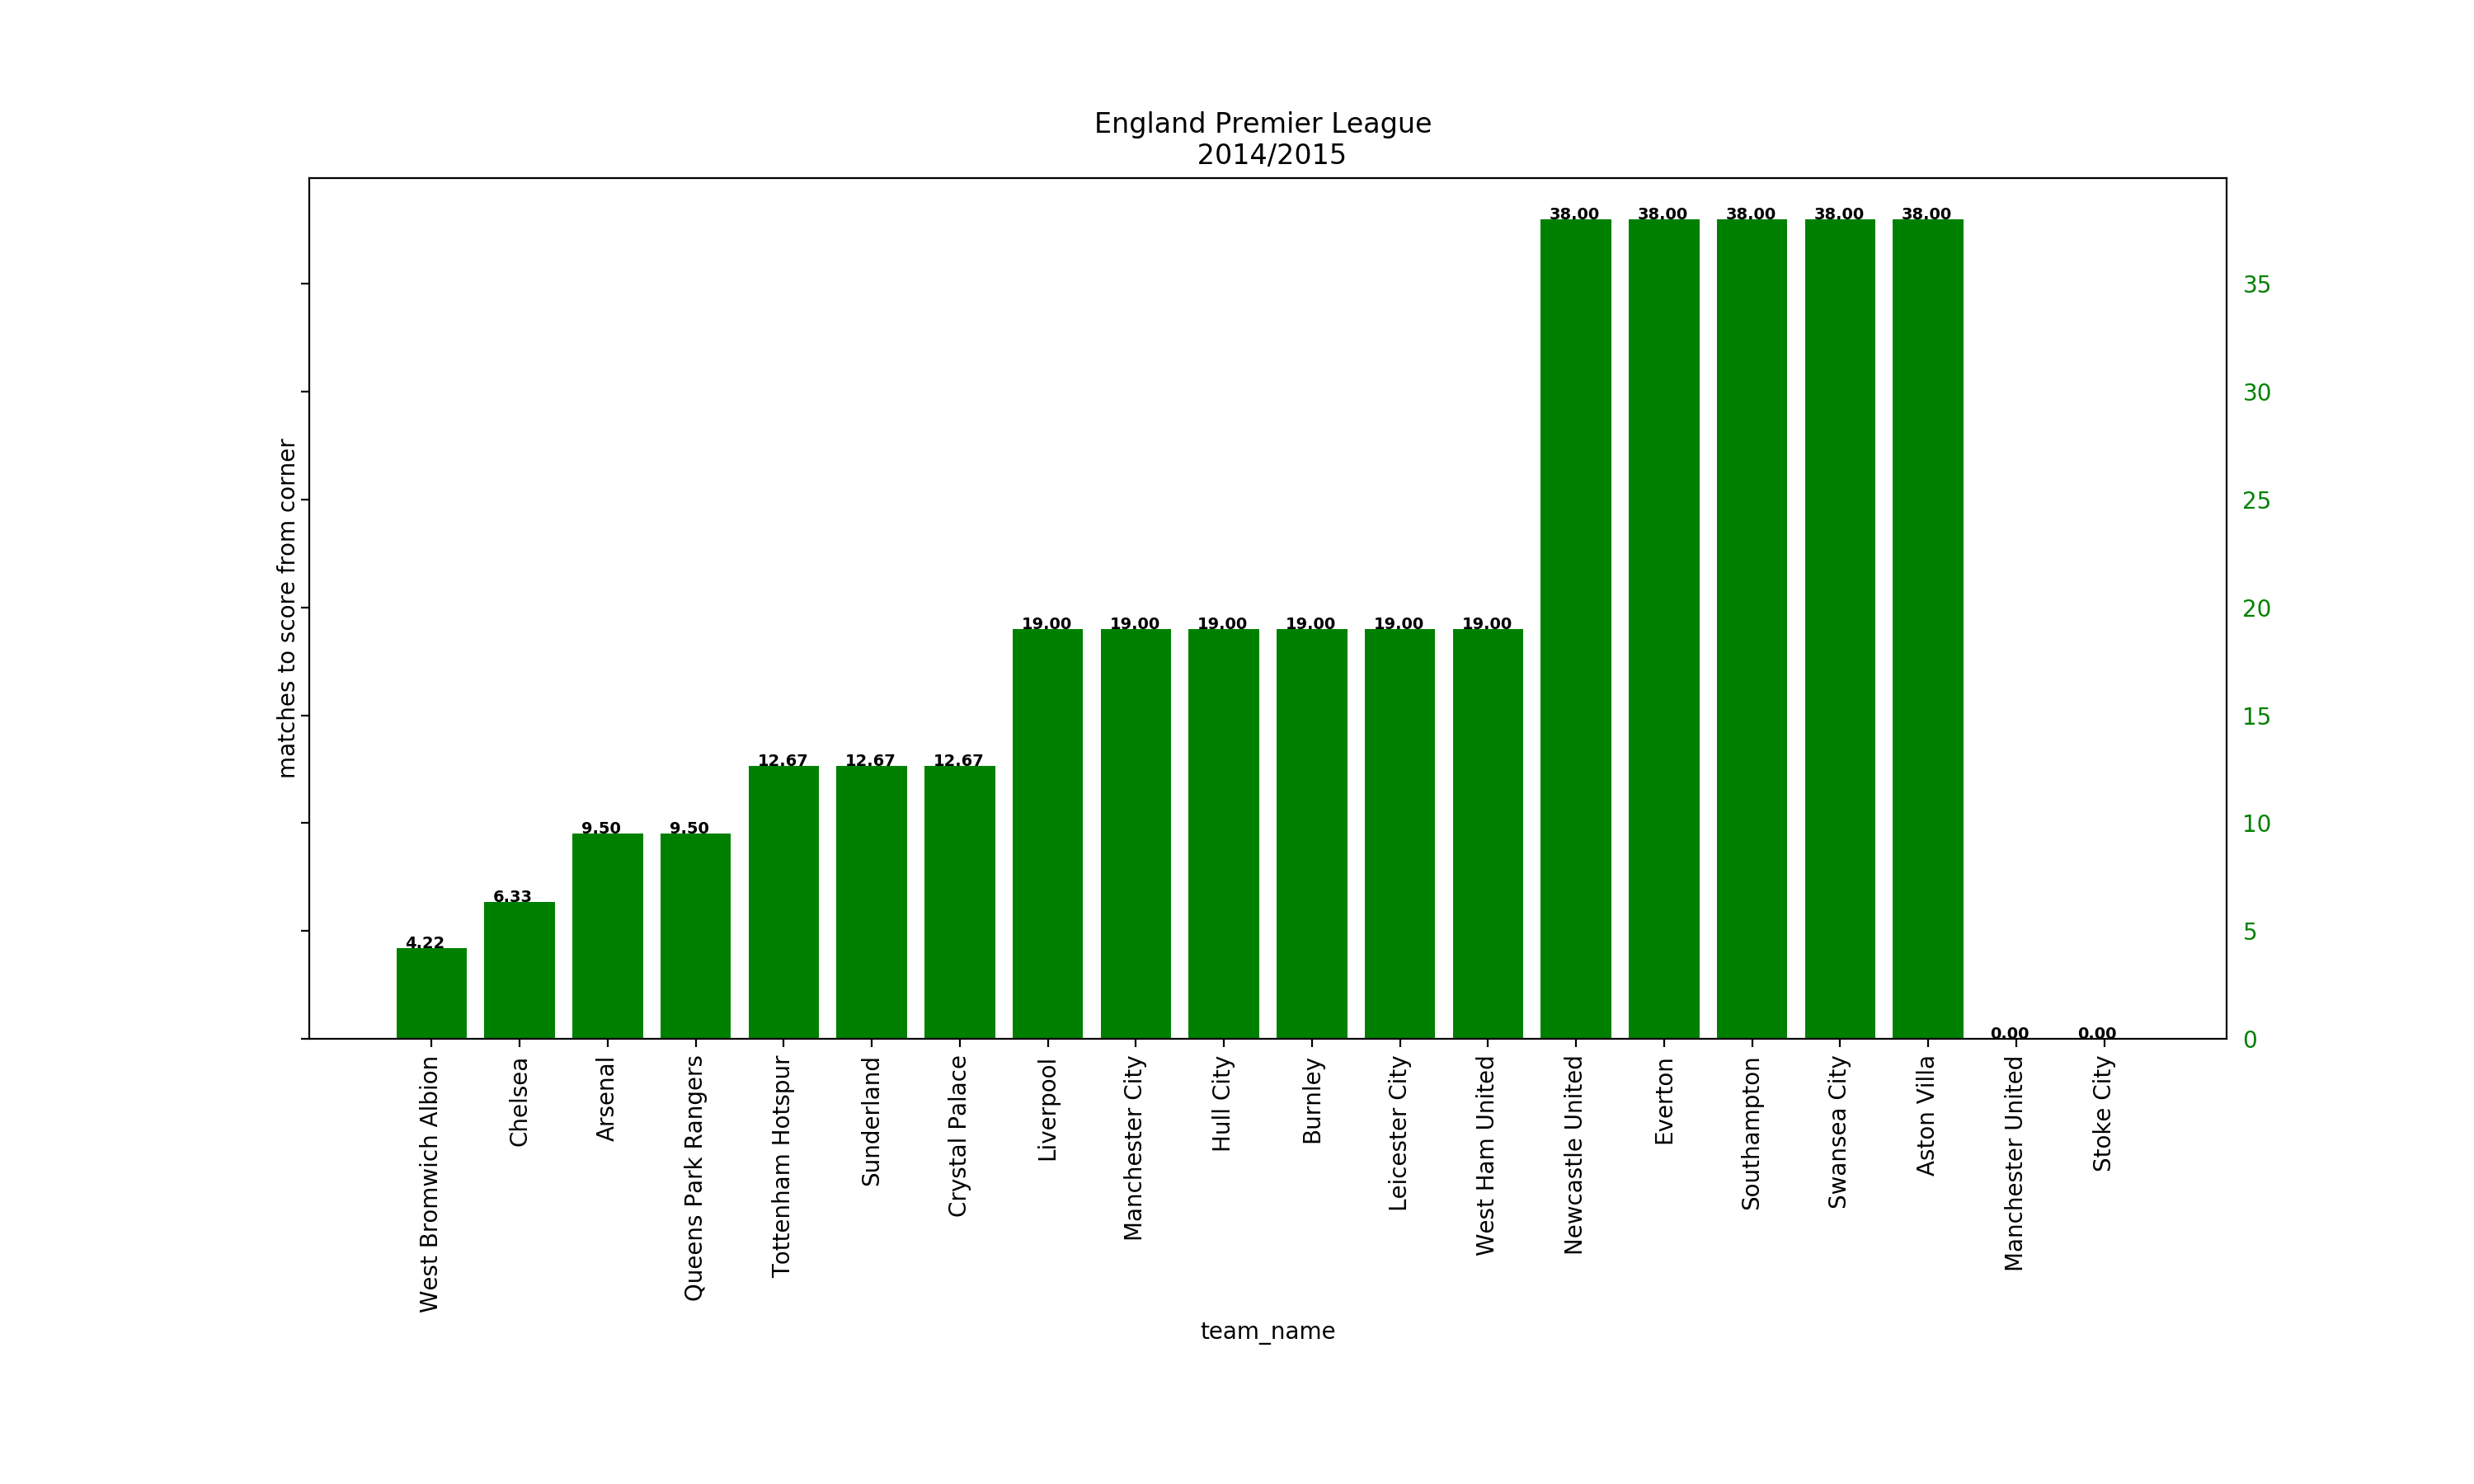 England Premier League
2014/2015
matches to score from corner
38.00 38.00 38.00 38.00 38.00
19.00 19.00 19.00 19.00 19.00 19.00
12.67 12.67 12.67
9.50 9.50
6.33
4.22
0.00 0.00
35
30
25
20
15
10
5
0
West Bromwich Albion
Chelsea
Arsenal
Queens Park Rangers
Tottenham Hotspur
Sunderland
Crystal Palace
Liverpool
Manchester City
Hull City
Burnley
Leicester City
West Ham United
Newcastle United
Everton
Southampton
Swansea City
Aston Villa
Manchester United
Stoke City
team_name